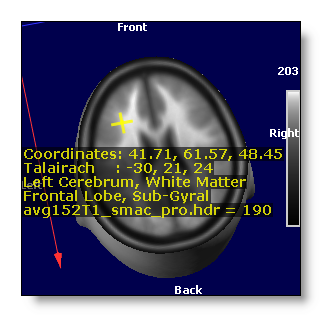 Front
203
Right
Coordinates: 41.71, 61.57, 48.45
Talairach : -30, 21, 24
Left Cerebrum, White Matter
Frontal Lobe, Sub-Gyral
avg152T1_smac_pro.hdr = 190
Back